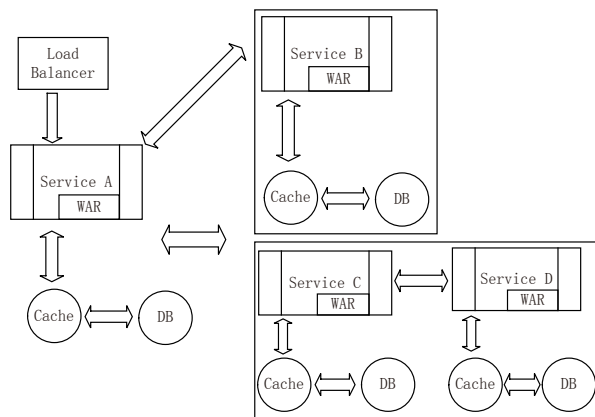 Load
Balancer
Service A
WAR
Cache
DB
Service B
WAR
Cache
DB
Service C
WAR
Cache
DB
Service D
WAR
Cache
DB